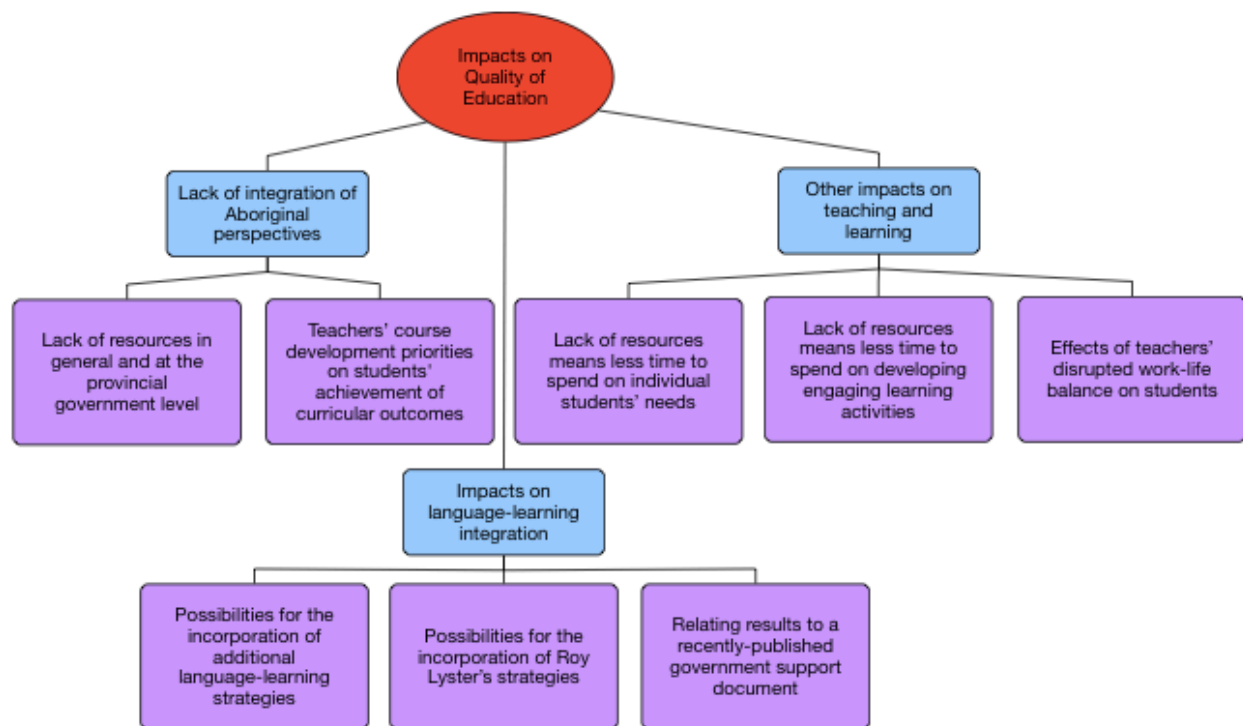 Impacts on
Quality of
Education
Lack of integration of
Aboriginal
perspectives
Other impacts on
teaching and
learning
Lack of resources in
general and at the
provincial
government level
Teachers' course
development priorities
on students'
achievement of
curricular outcomes
Lack of resources
means less time to
spend on individual
students' needs
Lack of resources
means less time to
spend on developing
engaging learning
activities
Effects of teachers'
disrupted work-life
balance on students
Impacts on
language-learning
integration
Possibilities for the
incorporation of
additional
language-learning
strategies
Possibilities for the
incorporation of Roy
Lyster's strategies
Relating results to a
recently-published
government support
document